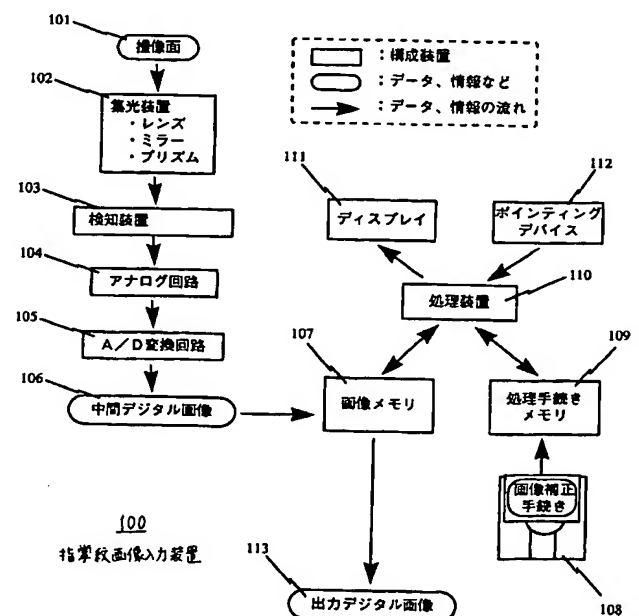 101
撮像面
102
集光装置
・レンズ
・ミラー
・プリズム
103
検知装置
104
アナログ回路
105
A/D変換回路
106
中間デジタル画像
:構成装置
:データ、情報など
:データ、情報の流れ
111
ディスプレイ
112
ポインティング
デバイス
110
処理装置
107
画像メモリ
109
処理手続き
メモリ
画像補正
手続き
108
100
指掌紋画像入力装置
113
出力デジタル画像